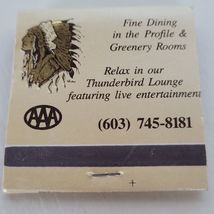 Fine Dining
in the Profile &
Greenery Rooms
Relax in our
Thunderbird Lounge
featuring live entertainment
AAA
(603) 745-8181